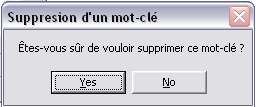 Suppresion d'un mot-clé
Êtes-vous sûr de vouloir supprimer ce mot-clé ?
Yes No